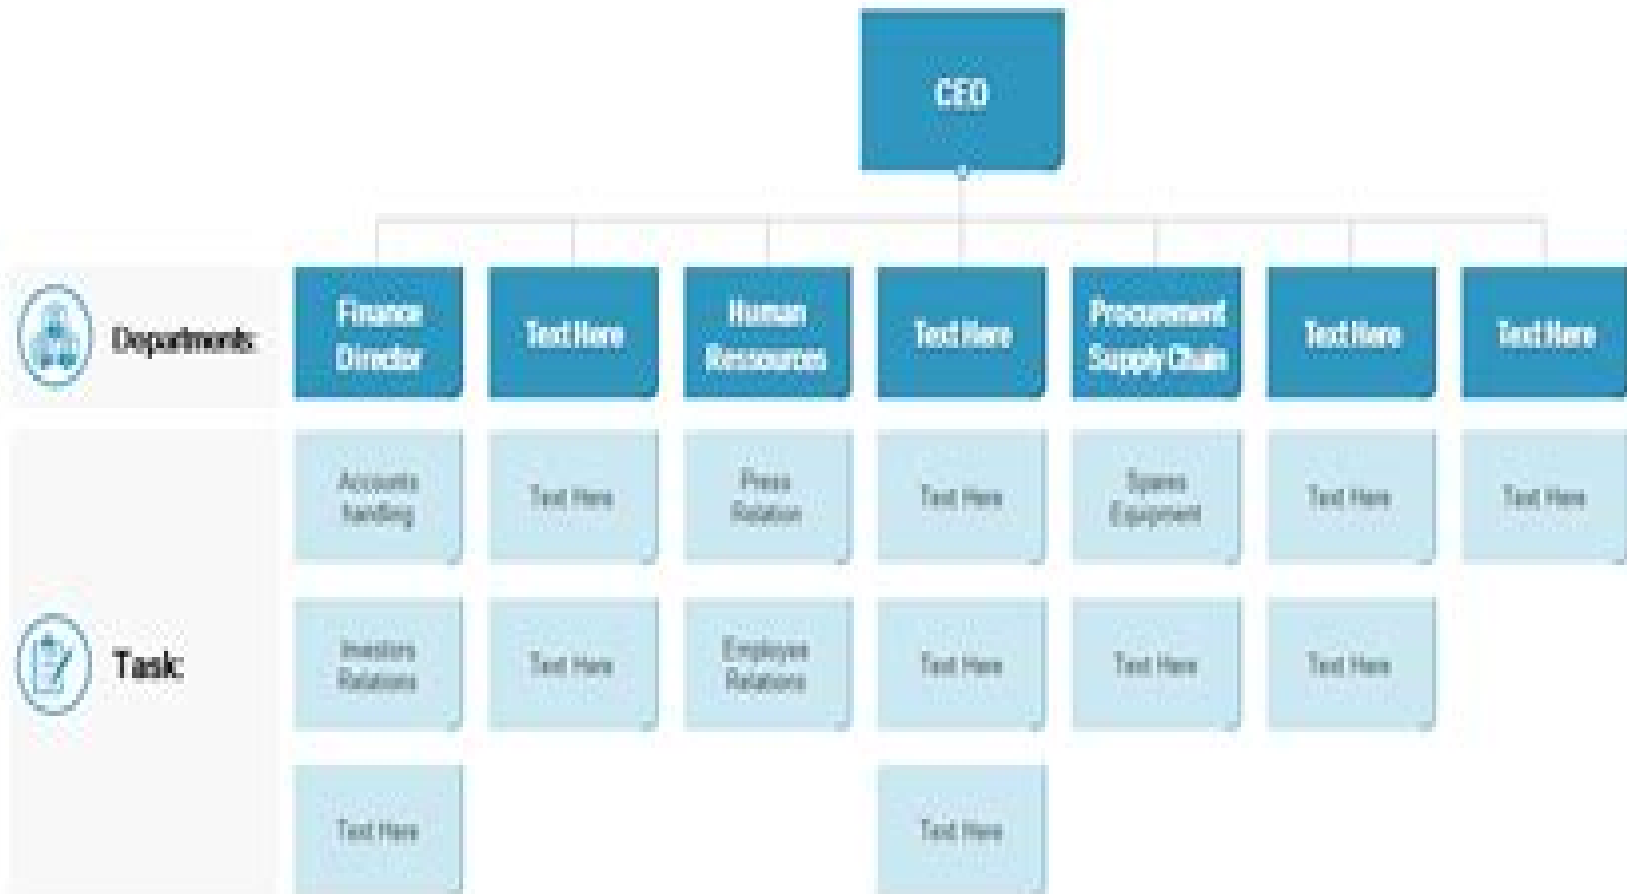 CEO
Departments:
Finance
Director
Text Here
Human
Ressources
Text Here
Procurement
Supply Chain
Text Here
Text Here
Task:
Accounts
handling
Text Here
Press
Relation
Text Here
Spares
Equipment
Text Here
Text Here
Investors
Relations
Text Here
Employee
Relations
Text Here
Text Here
Text Here
Text Here
Text Here